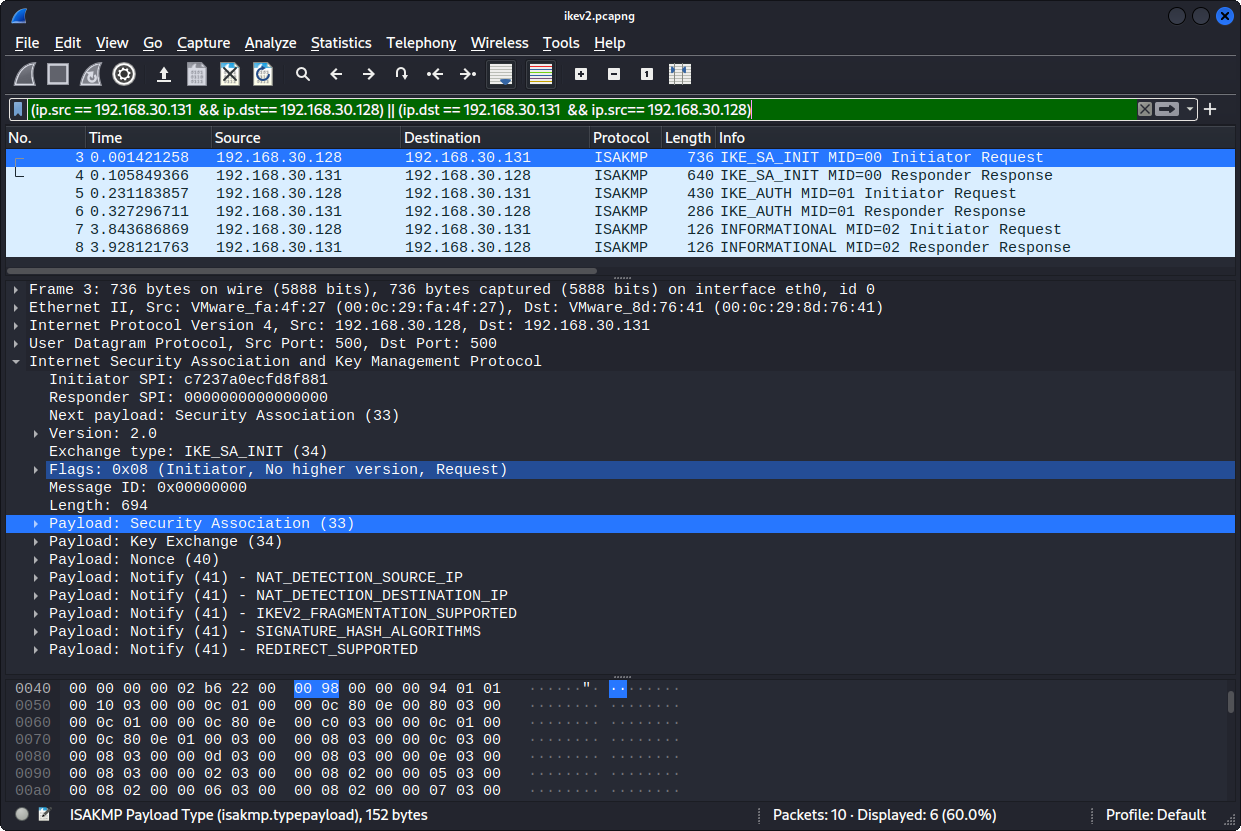 ikev2.pcapng
File Edit View Go Capture Analyze Statistics Telephony Wireless Tools Help
(ip.src == 192.168.30.131 && ip.dst== 192.168.30.128) || (ip.dst == 192.168.30.131 && ip.src== 192.168.30.128)
No. Time Source Destination Protocol Length Info
3 0.001421258 192.168.30.128 192.168.30.131 ISAKMP 736 IKE_SA_INIT MID=00 Initiator Request
4 0.105849366 192.168.30.131 192.168.30.128 ISAKMP 640 IKE_SA_INIT MID=00 Responder Response
5 0.231183857 192.168.30.128 192.168.30.131 ISAKMP 430 IKE_AUTH MID=01 Initiator Request
6 0.327296711 192.168.30.131 192.168.30.128 ISAKMP 286 IKE_AUTH MID=01 Responder Response
7 3.843686869 192.168.30.128 192.168.30.131 ISAKMP 126 INFORMATIONAL MID=02 Initiator Request
8 3.928121763 192.168.30.131 192.168.30.128 ISAKMP 126 INFORMATIONAL MID=02 Responder Response
Frame 3: 736 bytes on wire (5888 bits), 736 bytes captured (5888 bits) on interface eth0, id 0
Ethernet II, Src: VMware_fa:4f:27 (00:0c:29:fa:4f:27), Dst: VMware_8d:76:41 (00:0c:29:8d:76:41)
Internet Protocol Version 4, Src: 192.168.30.128, Dst: 192.168.30.131
User Datagram Protocol, Src Port: 500, Dst Port: 500
Internet Security Association and Key Management Protocol
Initiator SPI: c7237a0ecfd8f881
Responder SPI: 0000000000000000
Next payload: Security Association (33)
Version: 2.0
Exchange type: IKE_SA_INIT (34)
Flags: 0x08 (Initiator, No higher version, Request)
Message ID: 0x00000000
Length: 694
Payload: Security Association (33)
Payload: Key Exchange (34)
Payload: Nonce (40)
Payload: Notify (41) - NAT_DETECTION_SOURCE_IP
Payload: Notify (41) - NAT_DETECTION_DESTINATION_IP
Payload: Notify (41) - IKEV2_FRAGMENTATION_SUPPORTED
Payload: Notify (41) - SIGNATURE_HASH_ALGORITHMS
Payload: Notify (41) - REDIRECT_SUPPORTED
0040 00 00 00 00 02 b6 22 00 00 98 00 00 00 94 01 01 ······"· ········
0050 00 10 03 00 00 0c 01 00 00 0c 80 0e 00 80 03 00 ········ ········
0060 00 0c 01 00 00 0c 80 0e 00 c0 03 00 00 0c 01 00 ········ ········
0070 00 0c 80 0e 01 00 03 00 00 08 03 00 00 0c 03 00 ········ ········
0080 00 08 03 00 00 0d 03 00 00 08 03 00 00 0e 03 00 ········ ········
0090 00 08 03 00 00 02 03 00 00 08 02 00 00 05 03 00 ········ ········
00a0 00 08 02 00 00 06 03 00 00 08 02 00 00 07 03 00 ········ ········
ISAKMP Payload Type (isakmp.typepayload), 152 bytes Packets: 10 · Displayed: 6 (60.0%) Profile: Default